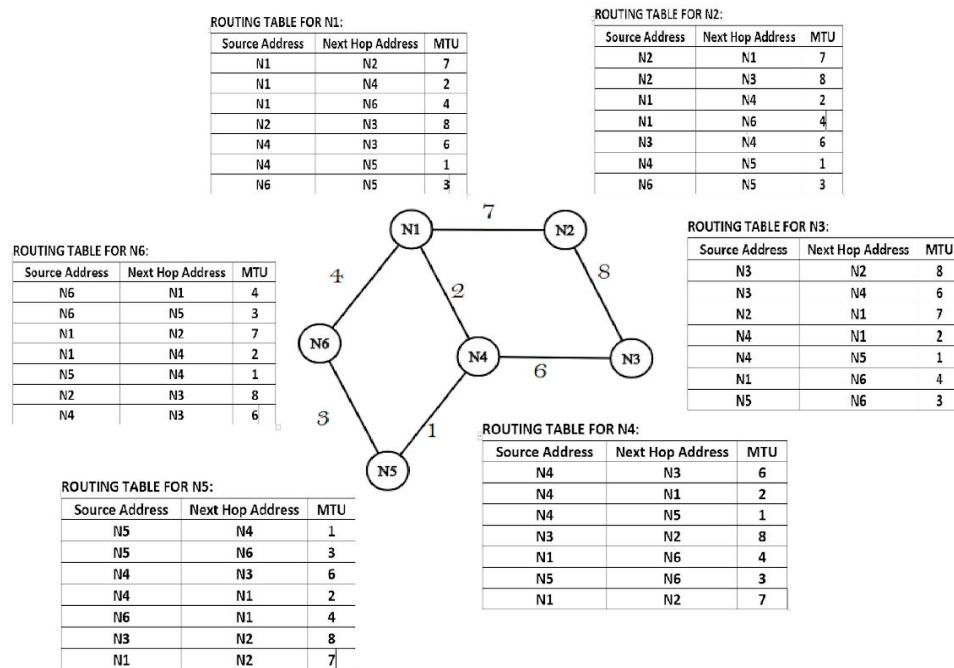 ROUTING TABLE FOR N1:
Source Address Next Hop Address MTU
N1 N2 7
N1 N4 2
N1 N6 4
N2 N3 8
N4 N3 6
N4 N5 1
N6 N5 3
ROUTING TABLE FOR N2:
Source Address Next Hop Address MTU
N2 N1 7
N2 N3 8
N1 N4 2
N1 N6 4
N3 N4 6
N4 N5 1
N6 N5 3
ROUTING TABLE FOR N6:
Source Address Next Hop Address MTU
N6 N1 4
N6 N5 3
N1 N2 7
N1 N4 2
N5 N4 1
N2 N3 8
N4 N3 6
N1
7
N2
4
2
8
N6
N4
6
N3
3
1
N5
ROUTING TABLE FOR N3:
Source Address Next Hop Address MTU
N3 N2 8
N3 N4 6
N2 N1 7
N4 N1 2
N4 N5 1
N1 N6 4
N5 N6 3
ROUTING TABLE FOR N5:
Source Address Next Hop Address MTU
N5 N4 1
N5 N6 3
N4 N3 6
N4 N1 2
N6 N1 4
N3 N2 8
N1 N2 7
ROUTING TABLE FOR N4:
Source Address Next Hop Address MTU
N4 N3 6
N4 N1 2
N4 N5 1
N3 N2 8
N1 N6 4
N5 N6 3
N1 N2 7